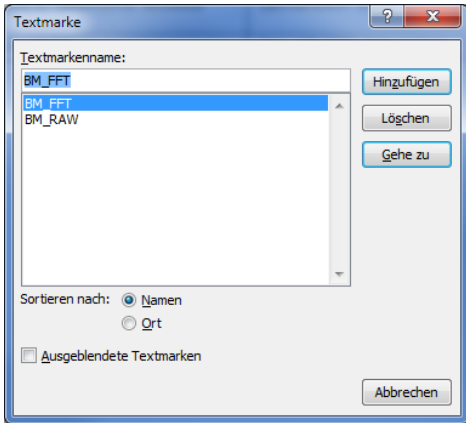 Textmarke
?
X
Textmarkenname:
BM_FFT
Hinzufügen
BM_FFT
BM_RAW
Löschen
Gehe zu
Sortieren nach:
Namen
Ort
Ausgeblendete Textmarken
Abbrechen